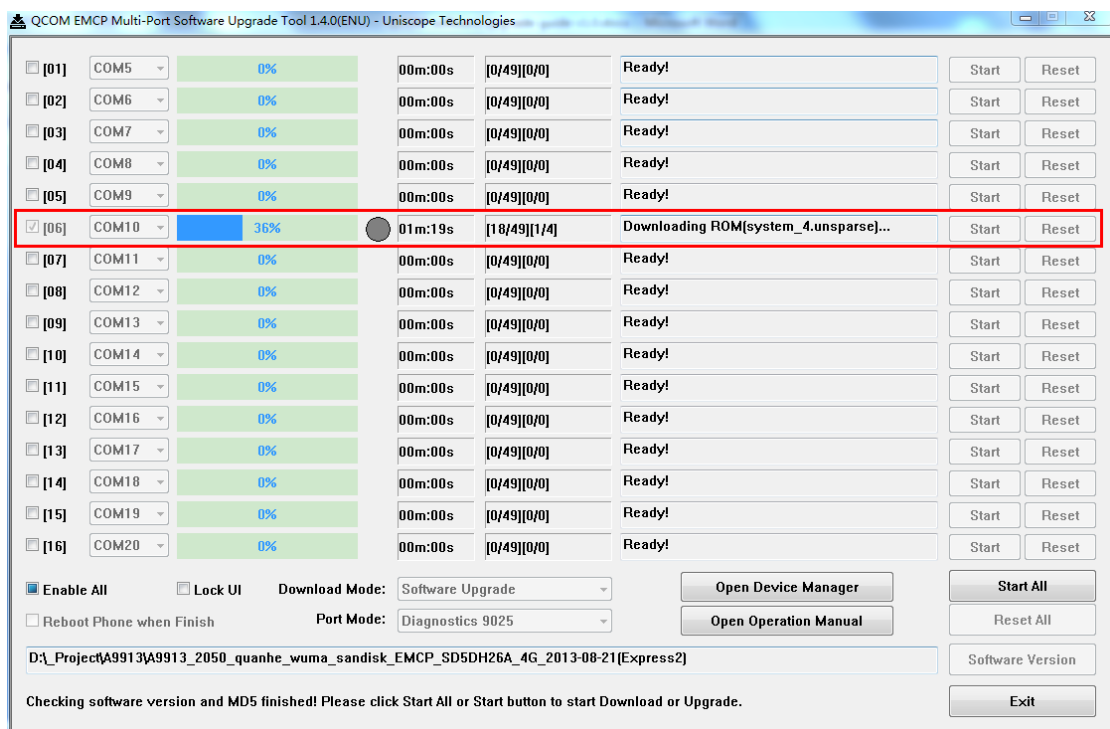 QCOM EMCP Multi-Port Software Upgrade Tool 1.4.0(ENU) - Uniscope Technologies
[01] COM5 0% 00m:00s [0/49][0/0] Ready! Start Reset
[02] COM6 0% 00m:00s [0/49][0/0] Ready! Start Reset
[03] COM7 0% 00m:00s [0/49][0/0] Ready! Start Reset
[04] COM8 0% 00m:00s [0/49][0/0] Ready! Start Reset
[05] COM9 0% 00m:00s [0/49][0/0] Ready! Start Reset
[06] COM10 36% 01m:19s [18/49][1/4] Downloading ROM(system_4.unsparse)... Start Reset
[07] COM11 0% 00m:00s [0/49][0/0] Ready! Start Reset
[08] COM12 0% 00m:00s [0/49][0/0] Ready! Start Reset
[09] COM13 0% 00m:00s [0/49][0/0] Ready! Start Reset
[10] COM14 0% 00m:00s [0/49][0/0] Ready! Start Reset
[11] COM15 0% 00m:00s [0/49][0/0] Ready! Start Reset
[12] COM16 0% 00m:00s [0/49][0/0] Ready! Start Reset
[13] COM17 0% 00m:00s [0/49][0/0] Ready! Start Reset
[14] COM18 0% 00m:00s [0/49][0/0] Ready! Start Reset
[15] COM19 0% 00m:00s [0/49][0/0] Ready! Start Reset
[16] COM20 0% 00m:00s [0/49][0/0] Ready! Start Reset
Enable All Lock UI Download Mode: Software Upgrade Open Device Manager Start All
Reboot Phone when Finish Port Mode: Diagnostics 9025 Open Operation Manual Reset All
D:\_Project\A9913\A9913_2050_quanhe_wuma_sandisk_EMCP_SD5DH26A_4G_2013-08-21(Express2) Software Version
Checking software version and MD5 finished! Please click Start All or Start button to start Download or Upgrade. Exit